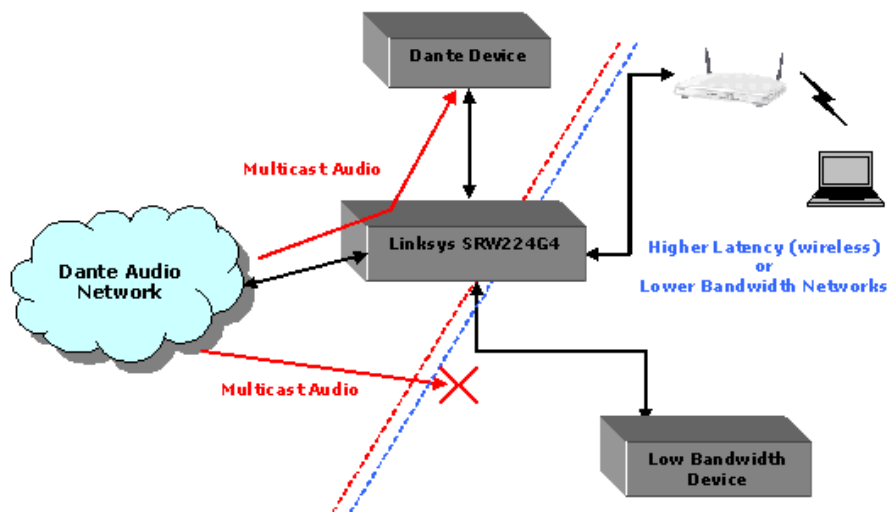 Dante Device
Multicast Audio
Linksys SRW224G4
Higher Latency (wireless)
or
Lower Bandwidth Networks
Dante Audio
Network
Multicast Audio
Low Bandwidth
Device